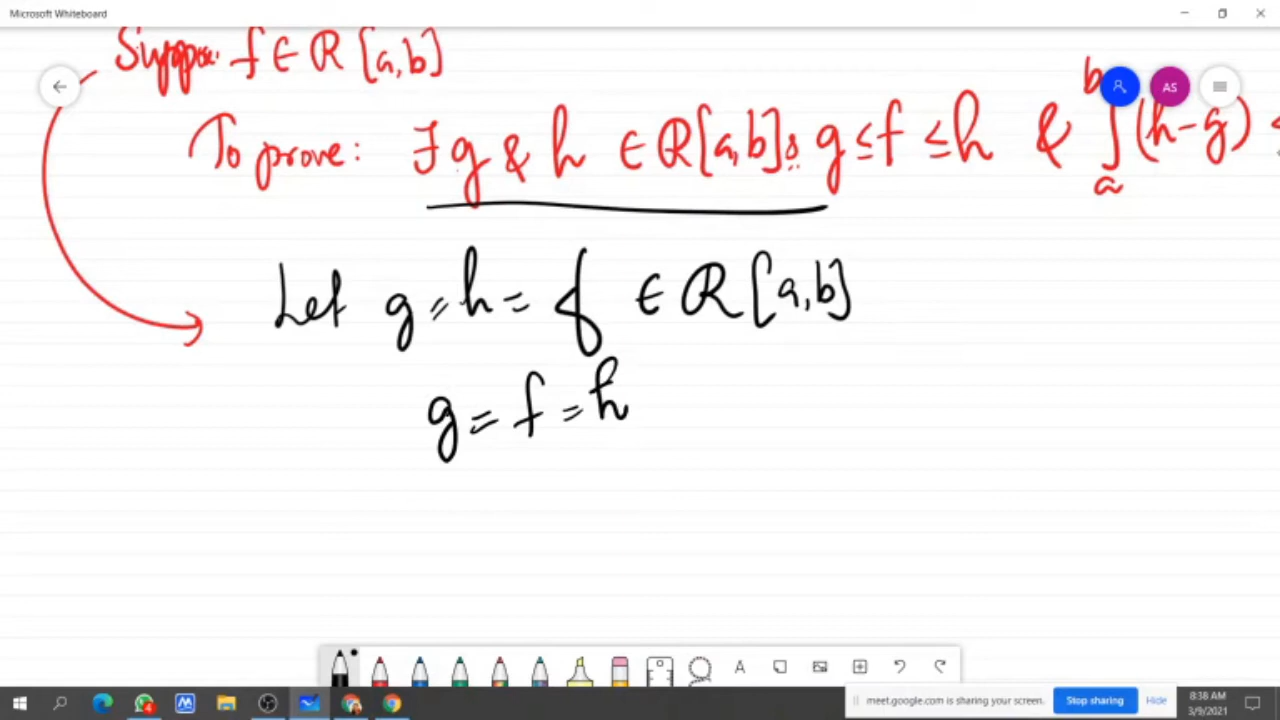 Microsoft Whiteboard
Suppose f ∈ R [a,b]
To prove: ∃ g & h ∈ R[a,b] s.t. g ≤ f ≤ h & ∫ₐᵇ (h-g) ≤
AS
Let g = h = f ∈ R [a,b]
g = f = h
A
meet.google.com is sharing your screen.
Stop sharing
Hide
8:38 AM
3/9/2021